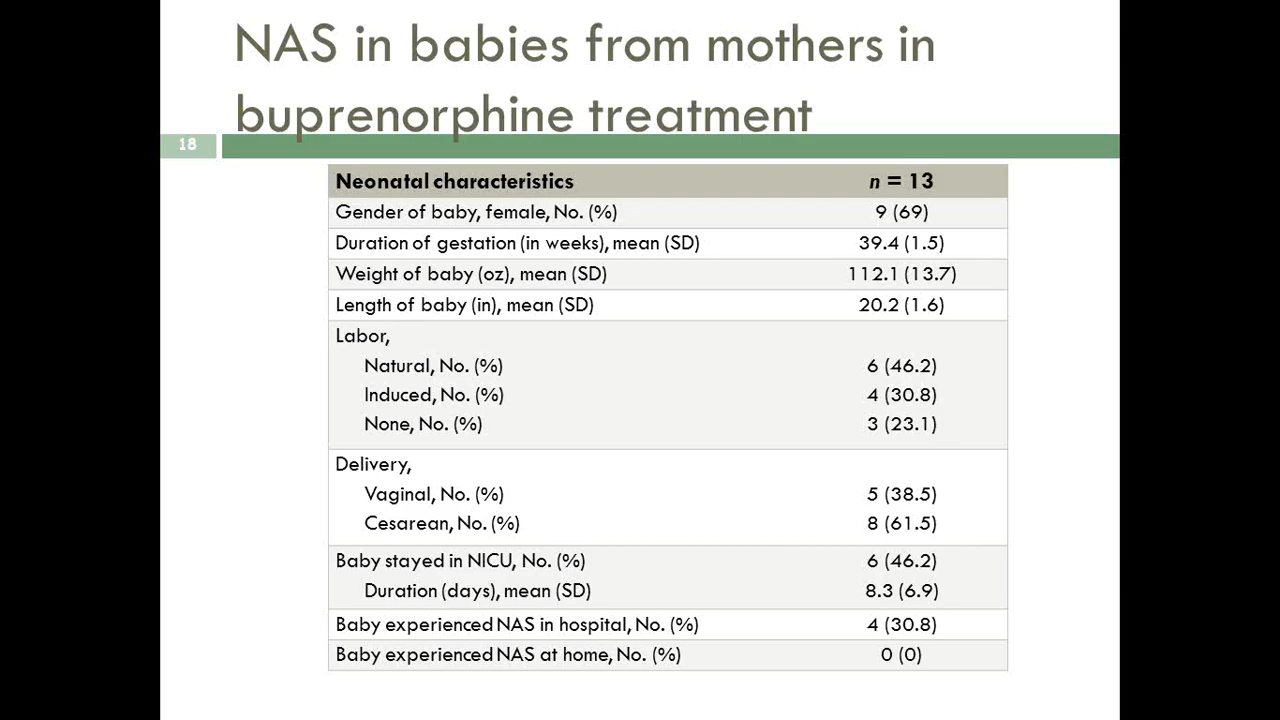 NAS in babies from mothers in
buprenorphine treatment
18
Neonatal characteristics n = 13
Gender of baby, female, No. (%) 9 (69)
Duration of gestation (in weeks), mean (SD) 39.4 (1.5)
Weight of baby (oz), mean (SD) 112.1 (13.7)
Length of baby (in), mean (SD) 20.2 (1.6)
Labor,
Natural, No. (%) 6 (46.2)
Induced, No. (%) 4 (30.8)
None, No. (%) 3 (23.1)
Delivery,
Vaginal, No. (%) 5 (38.5)
Cesarean, No. (%) 8 (61.5)
Baby stayed in NICU, No. (%) 6 (46.2)
Duration (days), mean (SD) 8.3 (6.9)
Baby experienced NAS in hospital, No. (%) 4 (30.8)
Baby experienced NAS at home, No. (%) 0 (0)